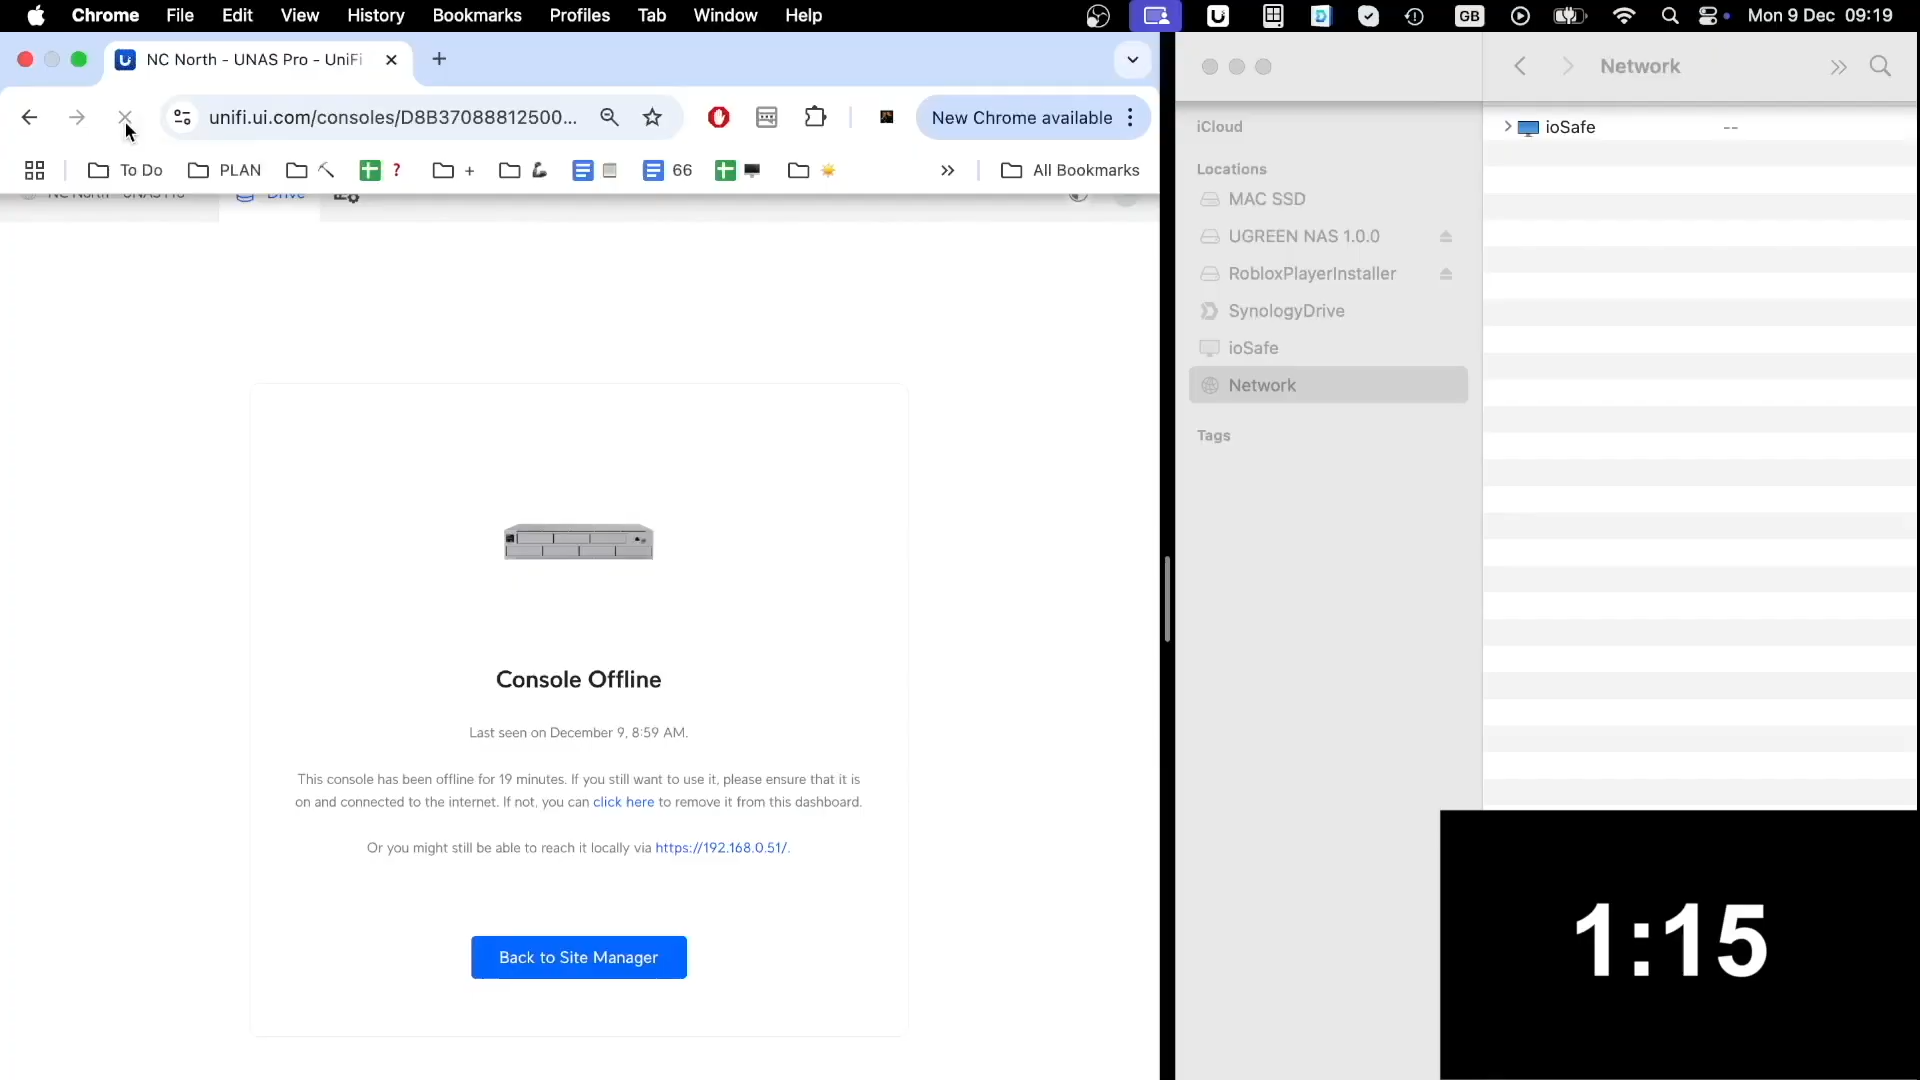 Chrome File Edit View History Bookmarks Profiles Tab Window Help GB Mon 9 Dec 09:19
NC North - UNAS Pro - UniFi
unifi.ui.com/consoles/D8B37088812500...
New Chrome available
To Do PLAN ? + 66 All Bookmarks
NC North - UNAS Pro Drive
Console Offline
Last seen on December 9, 8:59 AM.
This console has been offline for 19 minutes. If you still want to use it, please ensure that it is
on and connected to the internet. If not, you can click here to remove it from this dashboard.
Or you might still be able to reach it locally via https://192.168.0.51/.
Back to Site Manager
Network
iCloud
Locations
MAC SSD
UGREEN NAS 1.0.0
RobloxPlayerInstaller
SynologyDrive
ioSafe
Network
Tags
ioSafe --
1:15